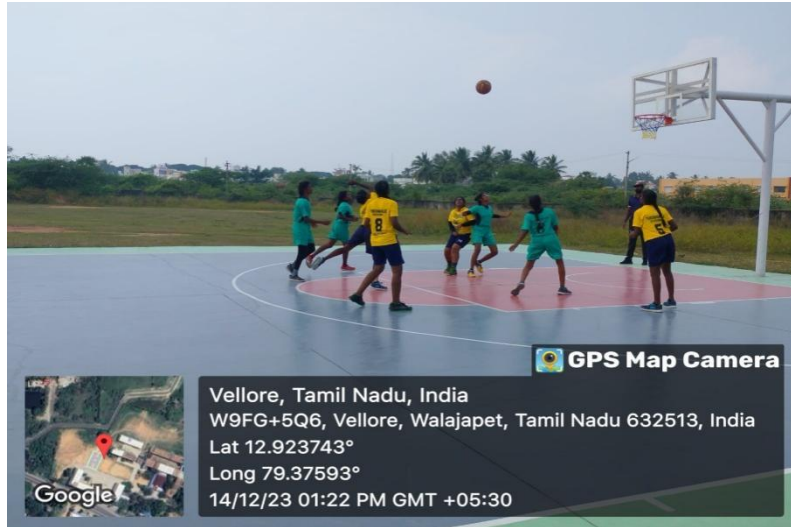 8
5
GPS Map Camera
Google
Vellore, Tamil Nadu, India
W9FG+5Q6, Vellore, Walajapet, Tamil Nadu 632513, India
Lat 12.923743°
Long 79.37593°
14/12/23 01:22 PM GMT +05:30